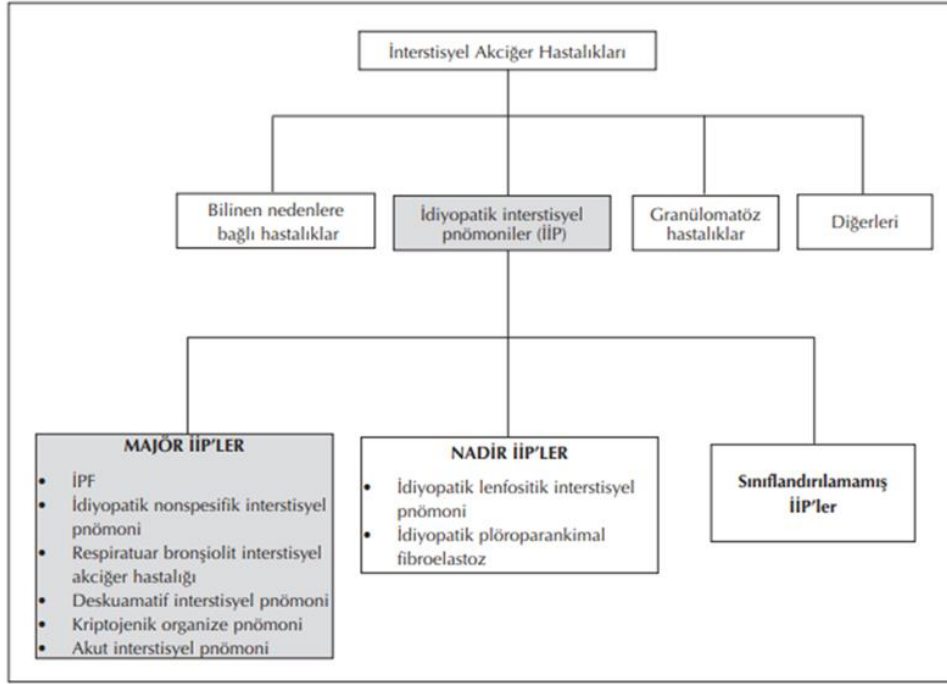 İnterstisyel Akciğer Hastalıkları
Bilinen nedenlere
bağlı hastalıklar
İdiyopatik interstisyel
pnömoniler (İİP)
Granülomatöz
hastalıklar
Diğerleri
MAJÖR İİP'LER
• İPF
• İdiyopatik nonspesifik interstisyel
pnömoni
• Respiratuar bronşiolit interstisyel
akciğer hastalığı
• Deskuamatif interstisyel pnömoni
• Kriptojenik organize pnömoni
• Akut interstisyel pnömoni
NADİR İİP'LER
• İdiyopatik lenfositik interstisyel
pnömoni
• İdiyopatik plöroparankimal
fibroelastoz
Sınıflandırılamamış
İİP'ler